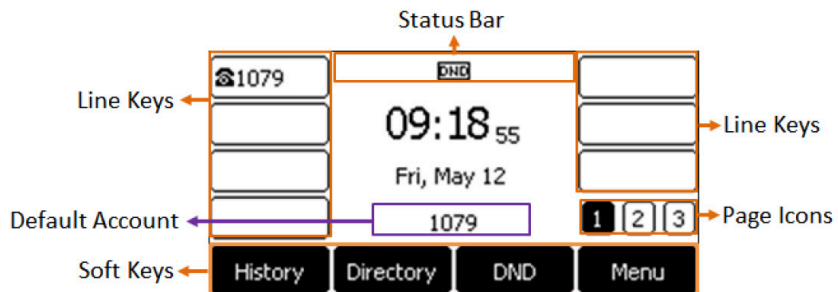 Status Bar
☎1079
DND
Line Keys
09:18 55
Line Keys
Fri, May 12
Default Account
1079
1 2 3
Page Icons
Soft Keys
History Directory DND Menu